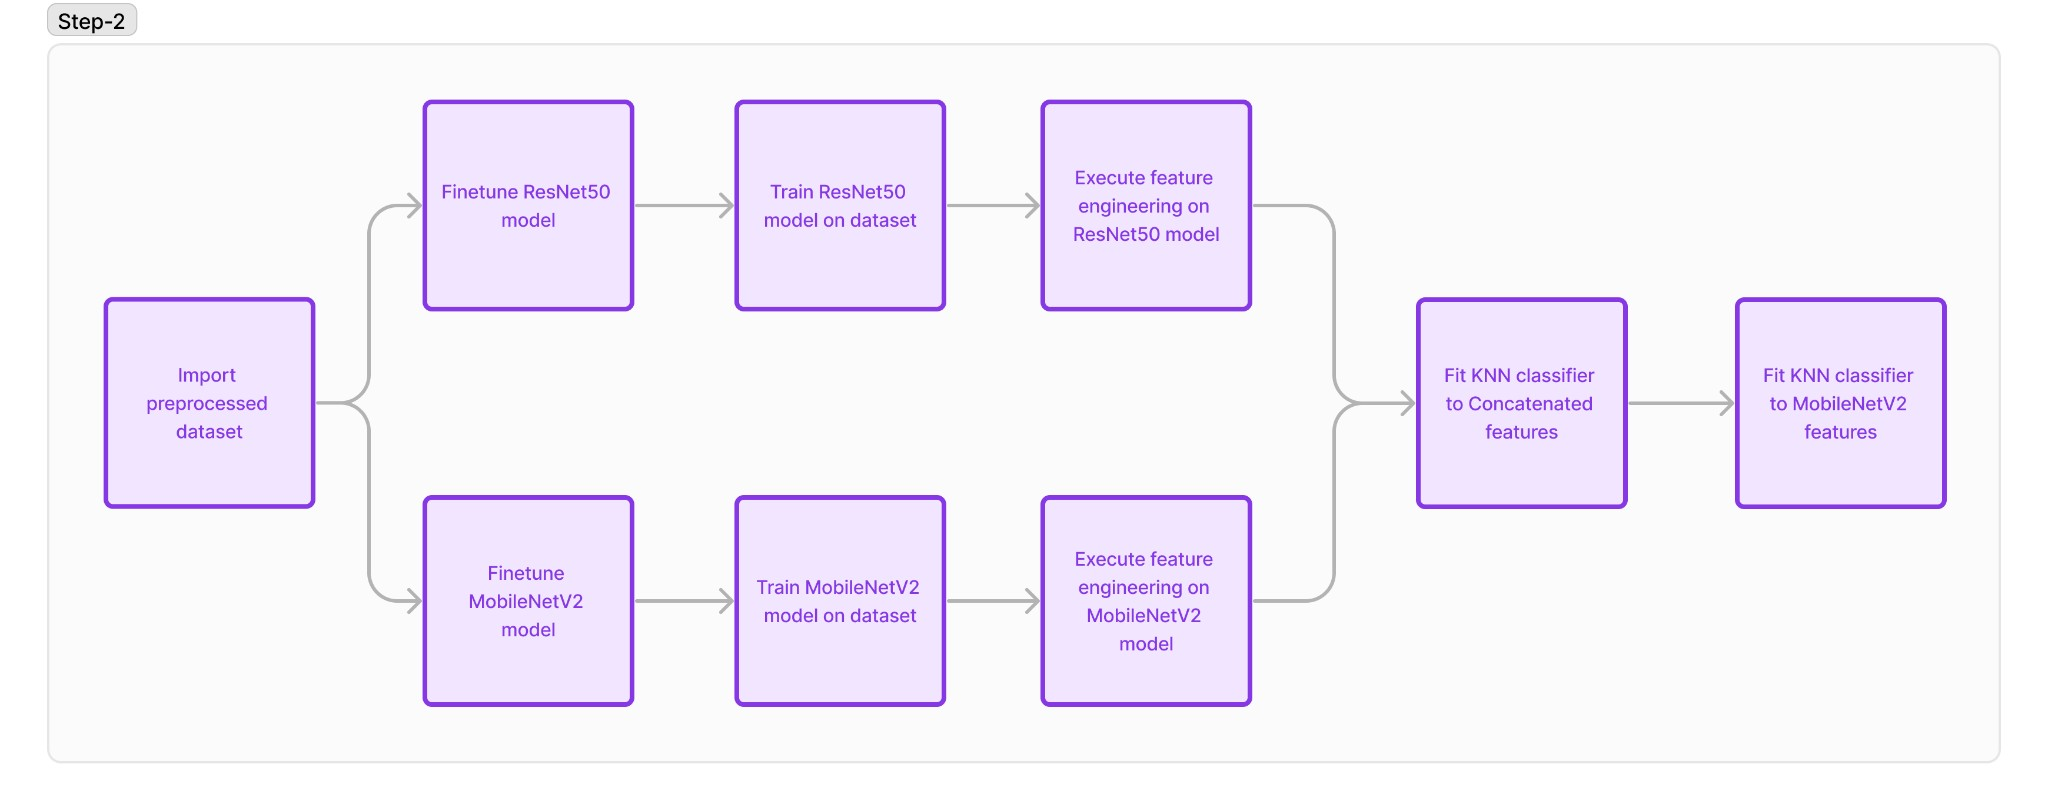 Step-2
Import
preprocessed
dataset
Finetune ResNet50
model
Train ResNet50
model on dataset
Execute feature
engineering on
ResNet50 model
Finetune
MobileNetV2
model
Train MobileNetV2
model on dataset
Execute feature
engineering on
MobileNetV2
model
Fit KNN classifier
to Concatenated
features
Fit KNN classifier
to MobileNetV2
features